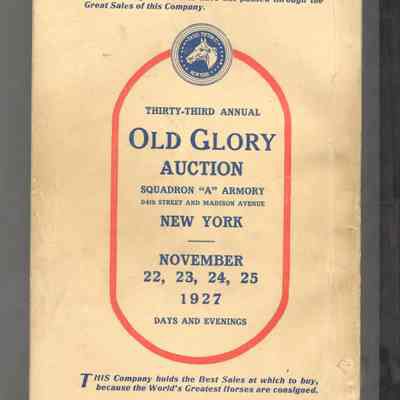 Great Sales of this Company.
THIRTY-THIRD ANNUAL
OLD GLORY
AUCTION
SQUADRON "A" ARMORY
94th STREET AND MADISON AVENUE
NEW YORK
NOVEMBER
22, 23, 24, 25
1927
DAYS AND EVENINGS
THIS Company holds the Best Sales at which to buy,
because the World's Greatest Horses are consigned.